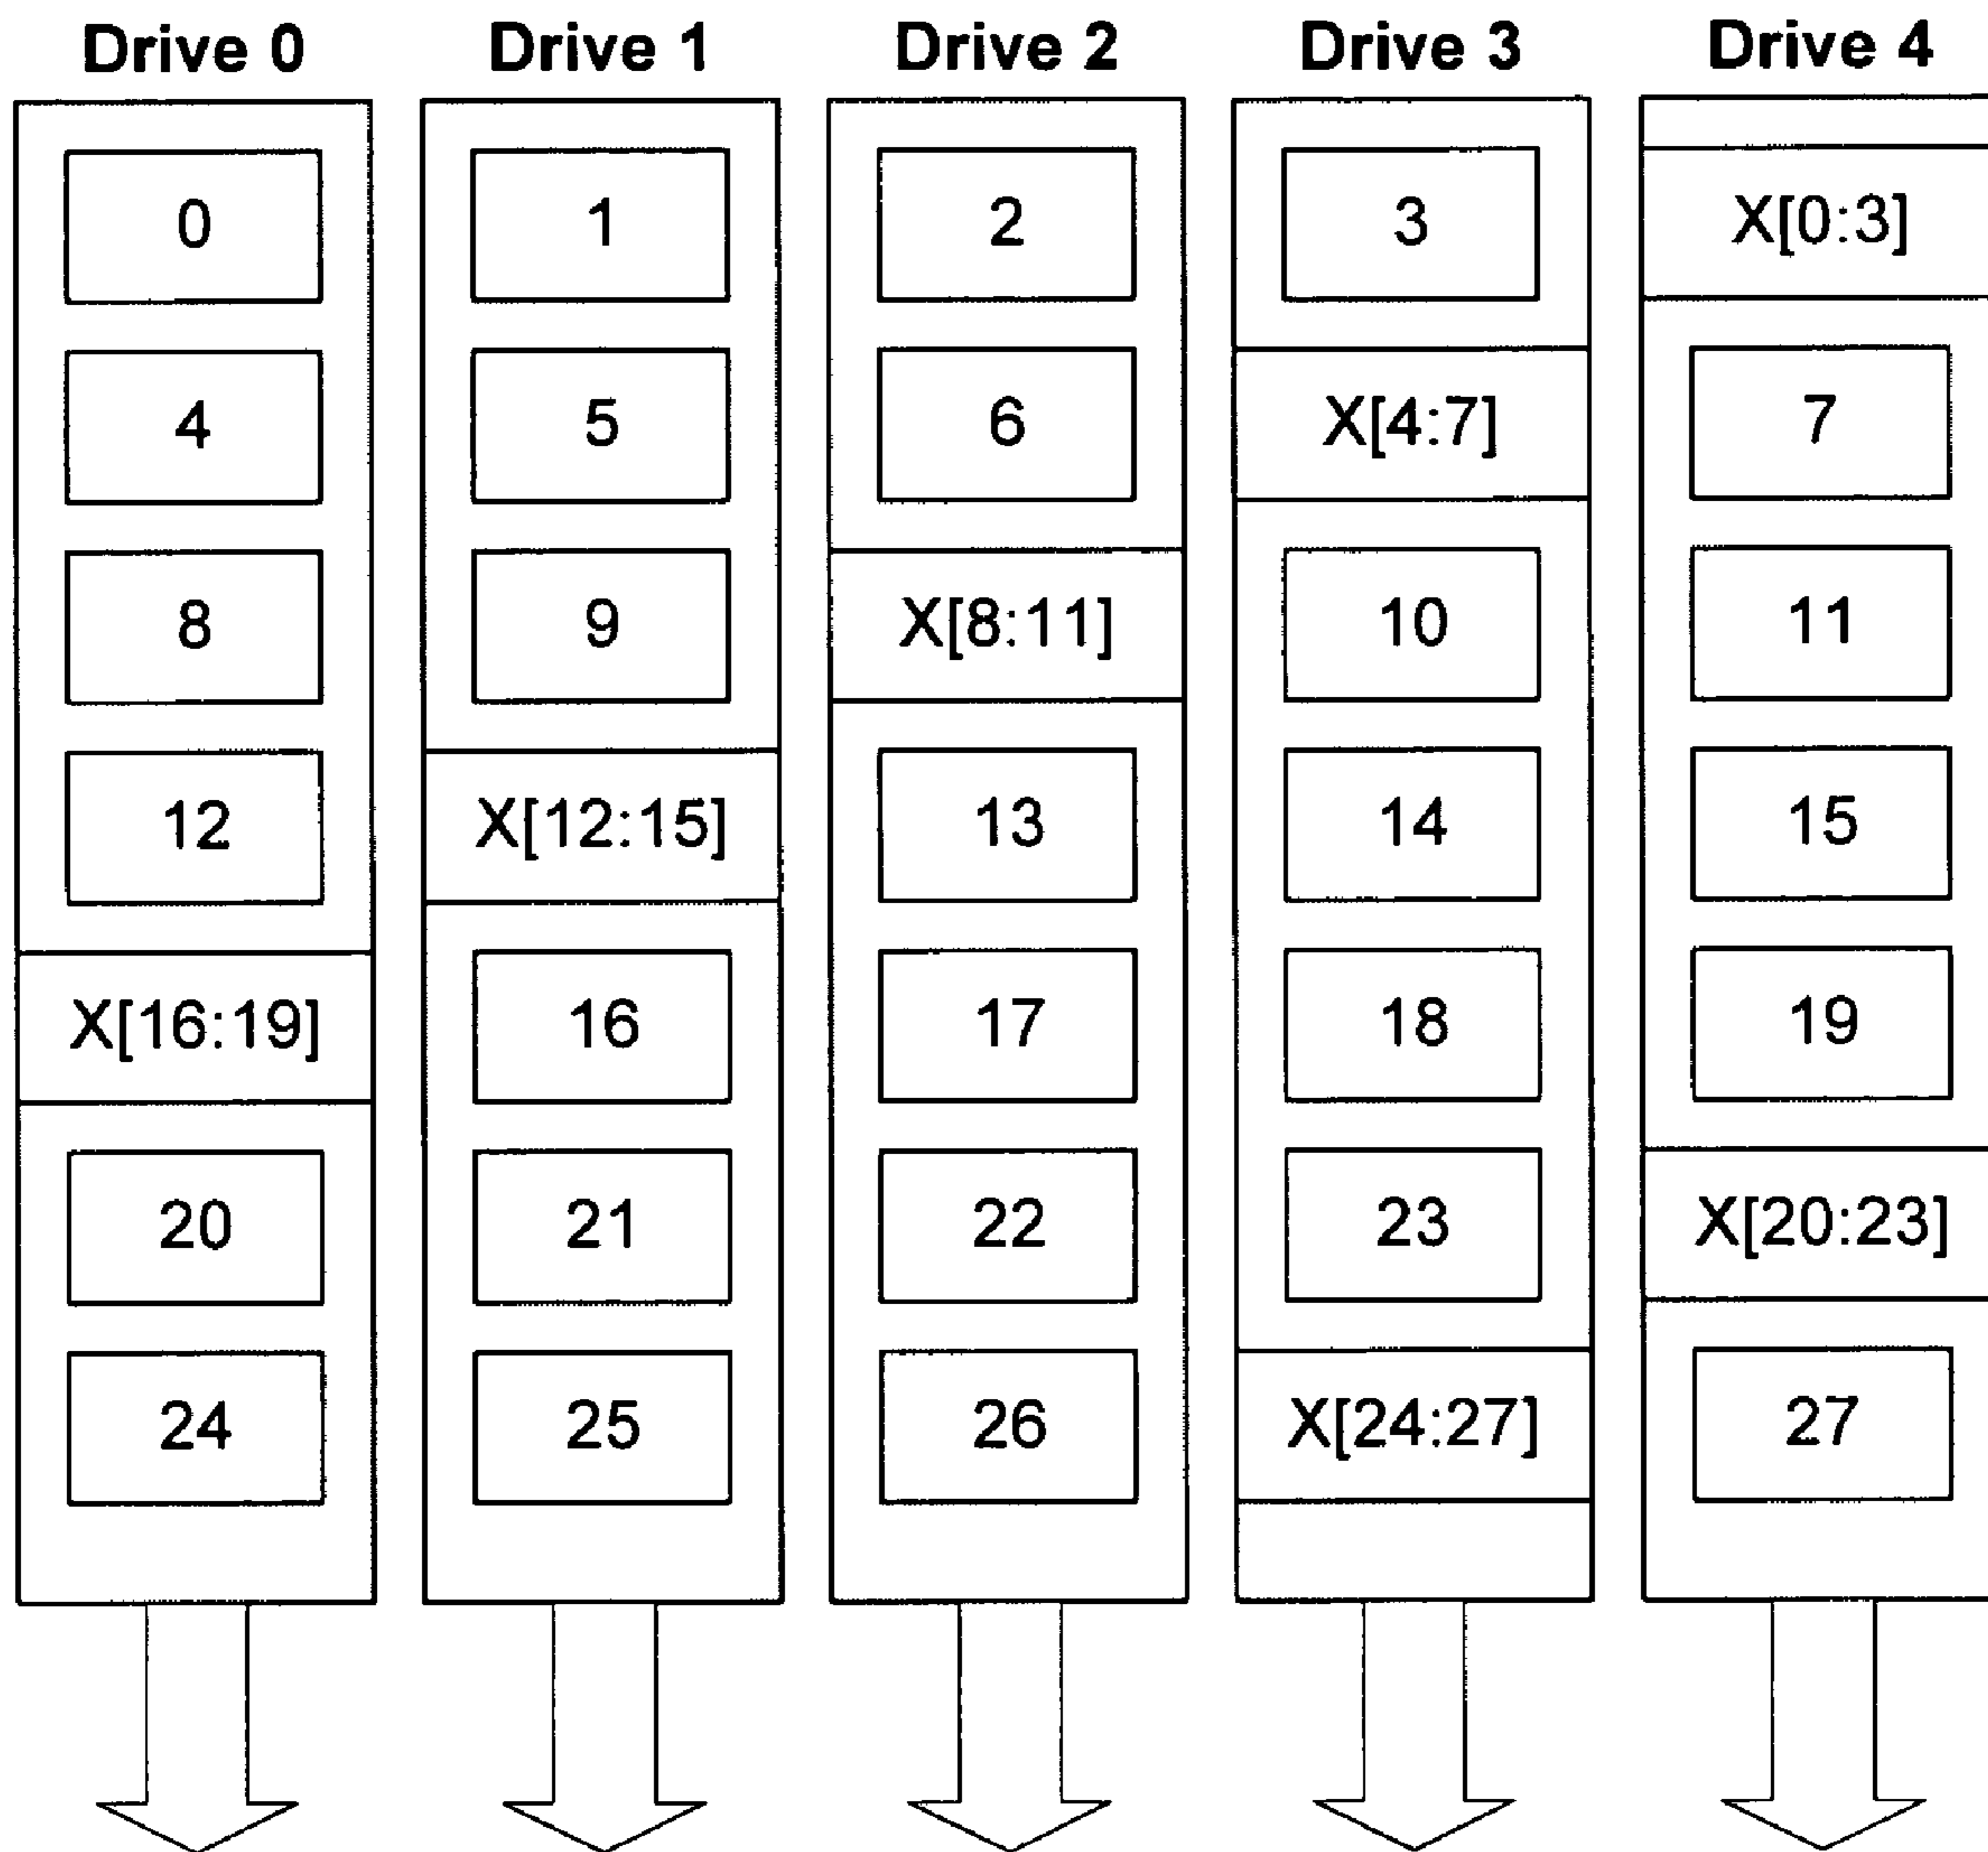 Drive 0 Drive 1 Drive 2 Drive 3 Drive 4
0 1 2 3 X[0:3]
4 5 6 X[4:7] 7
8 9 X[8:11] 10 11
12 X[12:15] 13 14 15
X[16:19] 16 17 18 19
20 21 22 23 X[20:23]
24 25 26 X[24:27] 27